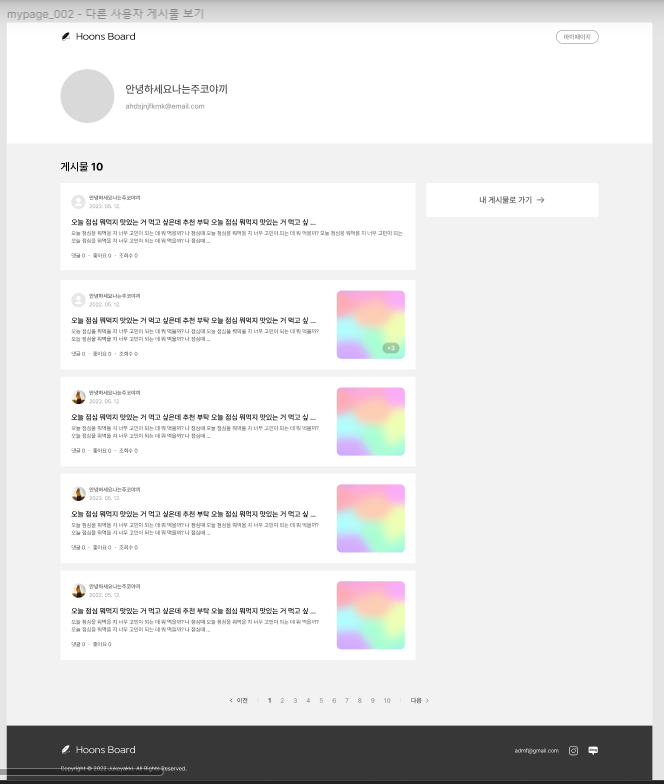 mypage_002 - 다른 사용자 게시물 보기
Hoons Board
마이페이지
안녕하세요나는주코야끼
ahdsjnjfkmk@email.com
게시물 10
내 게시물로 가기 →
안녕하세요나는주코야끼
2022. 05. 12.
오늘 점심 뭐먹지 맛있는 거 먹고 싶은데 추천 부탁 오늘 점심 뭐먹지 맛있는 거 먹고 싶 ...
오늘 점심을 뭐먹을 지 너무 고민이 되는 데 뭐 먹을까? 나 점심때 오늘 점심을 뭐먹을 지 너무 고민이 되는 데 뭐 먹을까? 오늘 점심을 뭐먹을 지 너무 고민이 되는
데 뭐 먹을까? 나 점심때 ...
댓글 0 · 좋아요 0 · 조회수 0
안녕하세요나는주코야끼
2022. 05. 12.
오늘 점심 뭐먹지 맛있는 거 먹고 싶은데 추천 부탁 오늘 점심 뭐먹지 맛있는 거 먹고 싶 ...
오늘 점심을 뭐먹을 지 너무 고민이 되는 데 뭐 먹을까? 나 점심때 오늘 점심을 뭐먹을 지 너무 고민이 되는 데 뭐 먹을까?
오늘 점심을 뭐먹을 지 너무 고민이 되는 데 뭐 먹을까? 나 점심때 ...
댓글 0 · 좋아요 0 · 조회수 0
+3
안녕하세요나는주코야끼
2022. 05. 12.
오늘 점심 뭐먹지 맛있는 거 먹고 싶은데 추천 부탁 오늘 점심 뭐먹지 맛있는 거 먹고 싶 ...
오늘 점심을 뭐먹을 지 너무 고민이 되는 데 뭐 먹을까? 나 점심때 오늘 점심을 뭐먹을 지 너무 고민이 되는 데 뭐 먹을까?
오늘 점심을 뭐먹을 지 너무 고민이 되는 데 뭐 먹을까? 나 점심때 ...
댓글 0 · 좋아요 0 · 조회수 0
안녕하세요나는주코야끼
2022. 05. 12.
오늘 점심 뭐먹지 맛있는 거 먹고 싶은데 추천 부탁 오늘 점심 뭐먹지 맛있는 거 먹고 싶 ...
오늘 점심을 뭐먹을 지 너무 고민이 되는 데 뭐 먹을까? 나 점심때 오늘 점심을 뭐먹을 지 너무 고민이 되는 데 뭐 먹을까?
오늘 점심을 뭐먹을 지 너무 고민이 되는 데 뭐 먹을까? 나 점심때 ...
댓글 0 · 좋아요 0 · 조회수 0
안녕하세요나는주코야끼
2022. 05. 12.
오늘 점심 뭐먹지 맛있는 거 먹고 싶은데 추천 부탁 오늘 점심 뭐먹지 맛있는 거 먹고 싶 ...
오늘 점심을 뭐먹을 지 너무 고민이 되는 데 뭐 먹을까? 나 점심때 오늘 점심을 뭐먹을 지 너무 고민이 되는 데 뭐 먹을까?
오늘 점심을 뭐먹을 지 너무 고민이 되는 데 뭐 먹을까? 나 점심때 ...
댓글 0 · 좋아요 0
< 이전 | 1 2 3 4 5 6 7 8 9 10 | 다음 >
Hoons Board
admf@gmail.com
Copyright © 2022 Jukoyakki. All Rights Reserved.